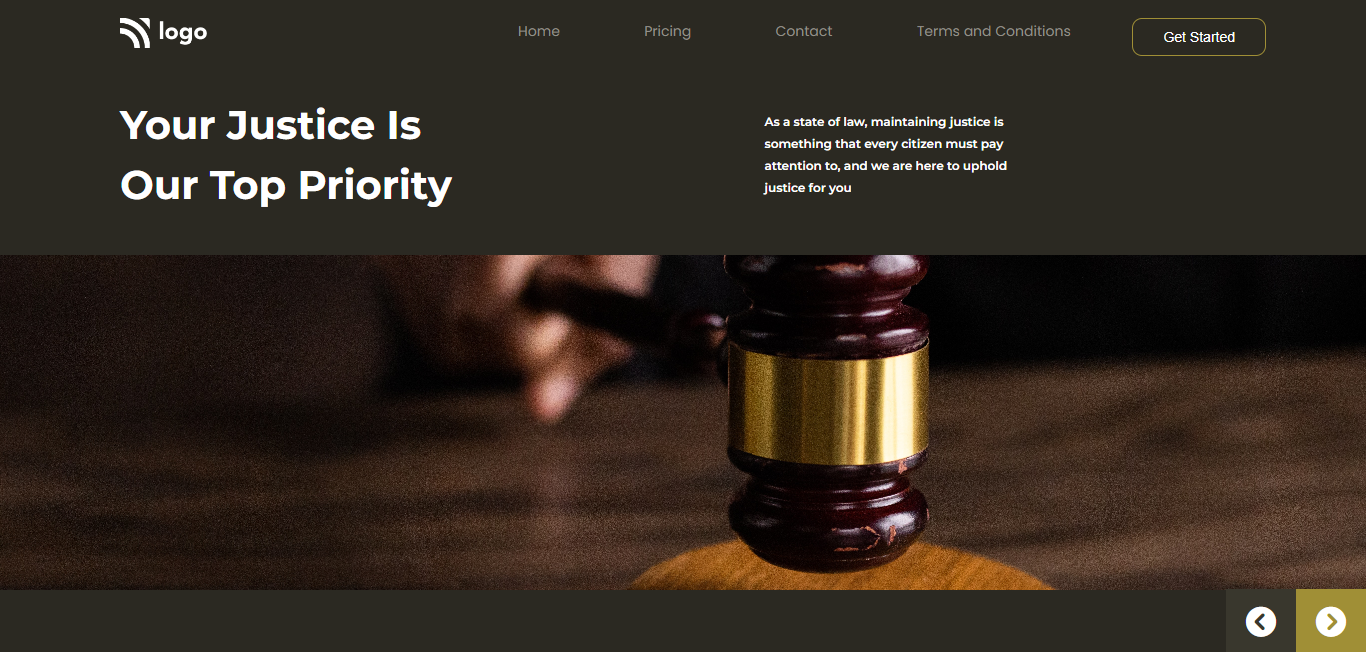 logo
Home
Pricing
Contact
Terms and Conditions
Get Started
Your Justice Is
Our Top Priority
As a state of law, maintaining justice is
something that every citizen must pay
attention to, and we are here to uphold
justice for you